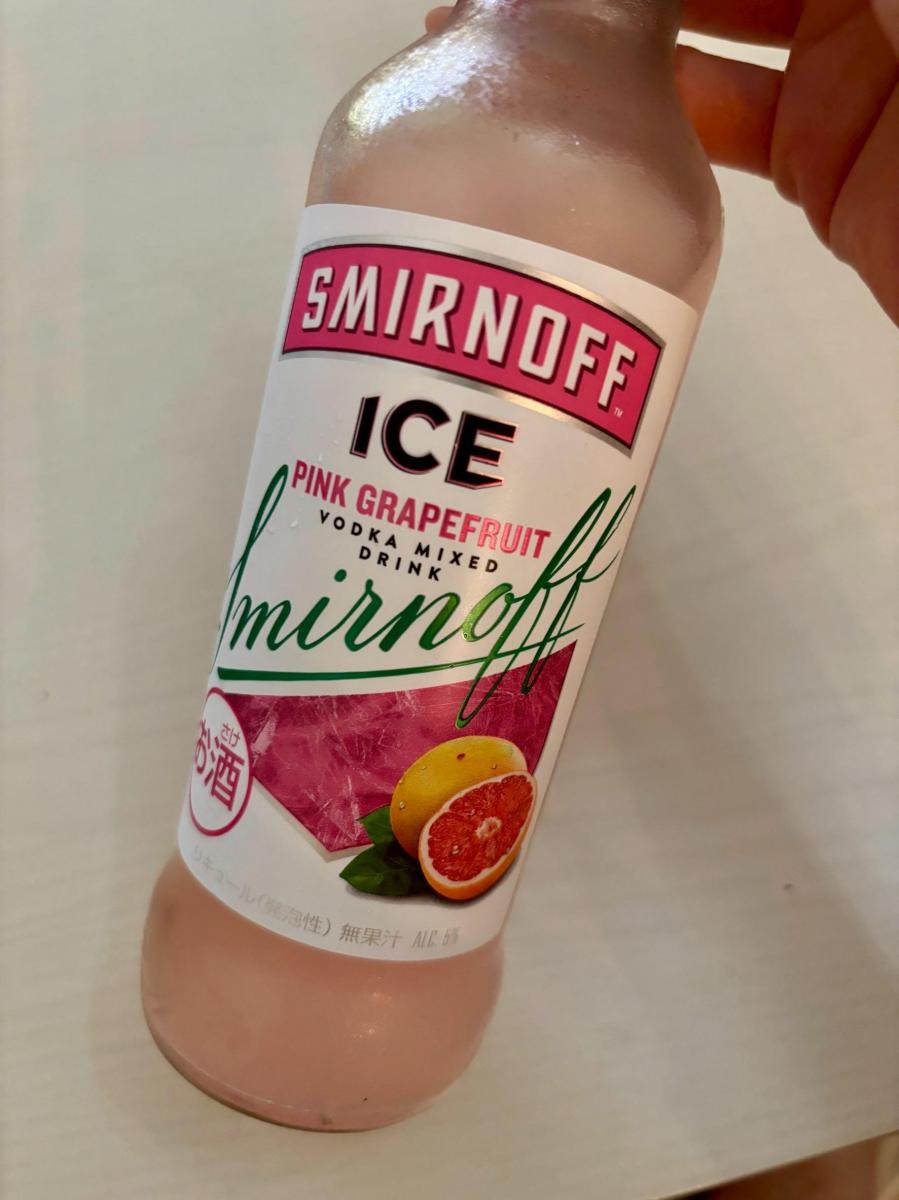 SMIRNOFF™
ICE
PINK GRAPEFRUIT
VODKA MIXED
DRINK
Smirnoff
さけ
お酒
リキュール(発泡性) 無果汁 ALC. 5%